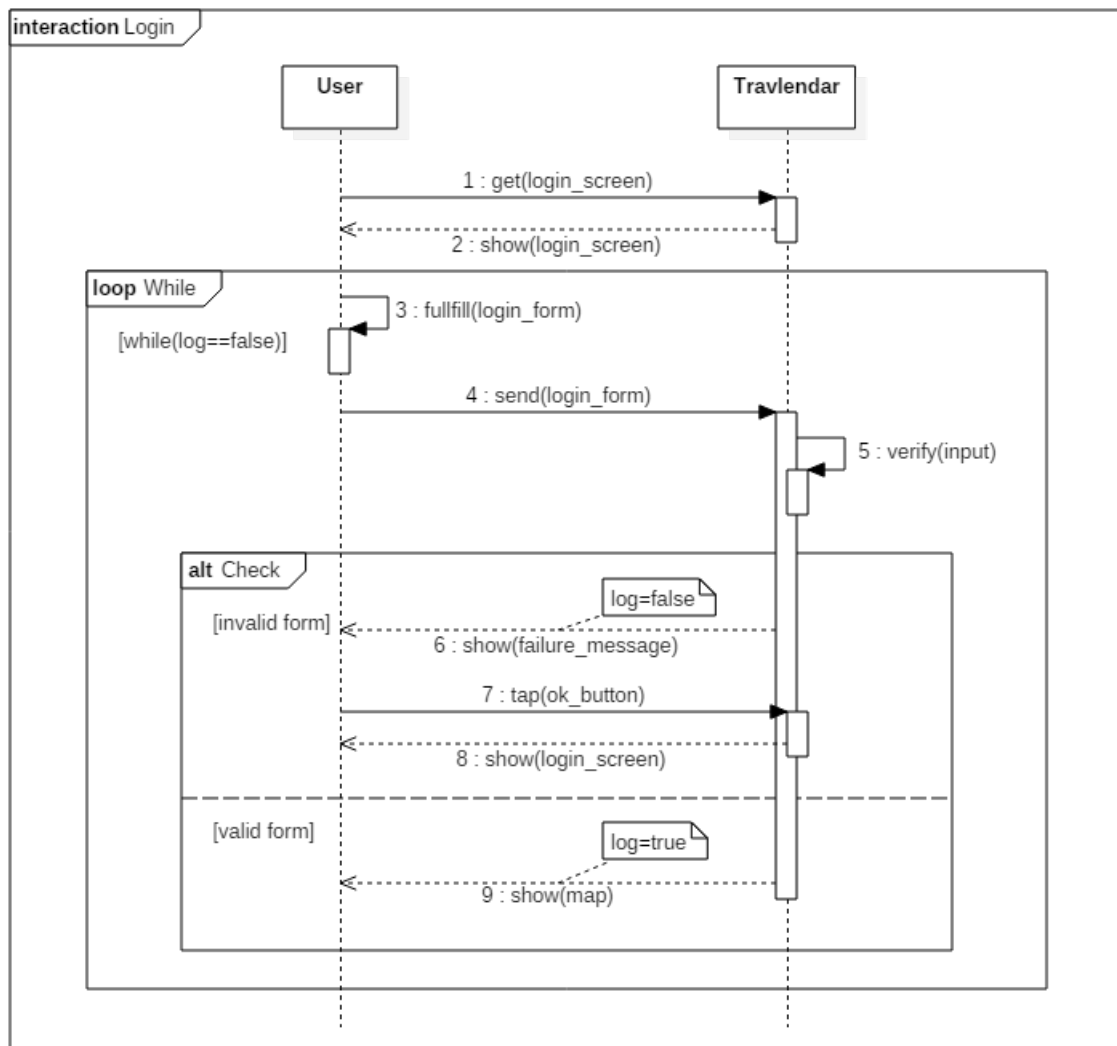 interaction Login
User
Travlendar
1 : get(login_screen)
2 : show(login_screen)
loop While
3 : fullfill(login_form)
[while(log==false)]
4 : send(login_form)
5 : verify(input)
alt Check
log=false
[invalid form]
6 : show(failure_message)
7 : tap(ok_button)
8 : show(login_screen)
[valid form]
log=true
9 : show(map)